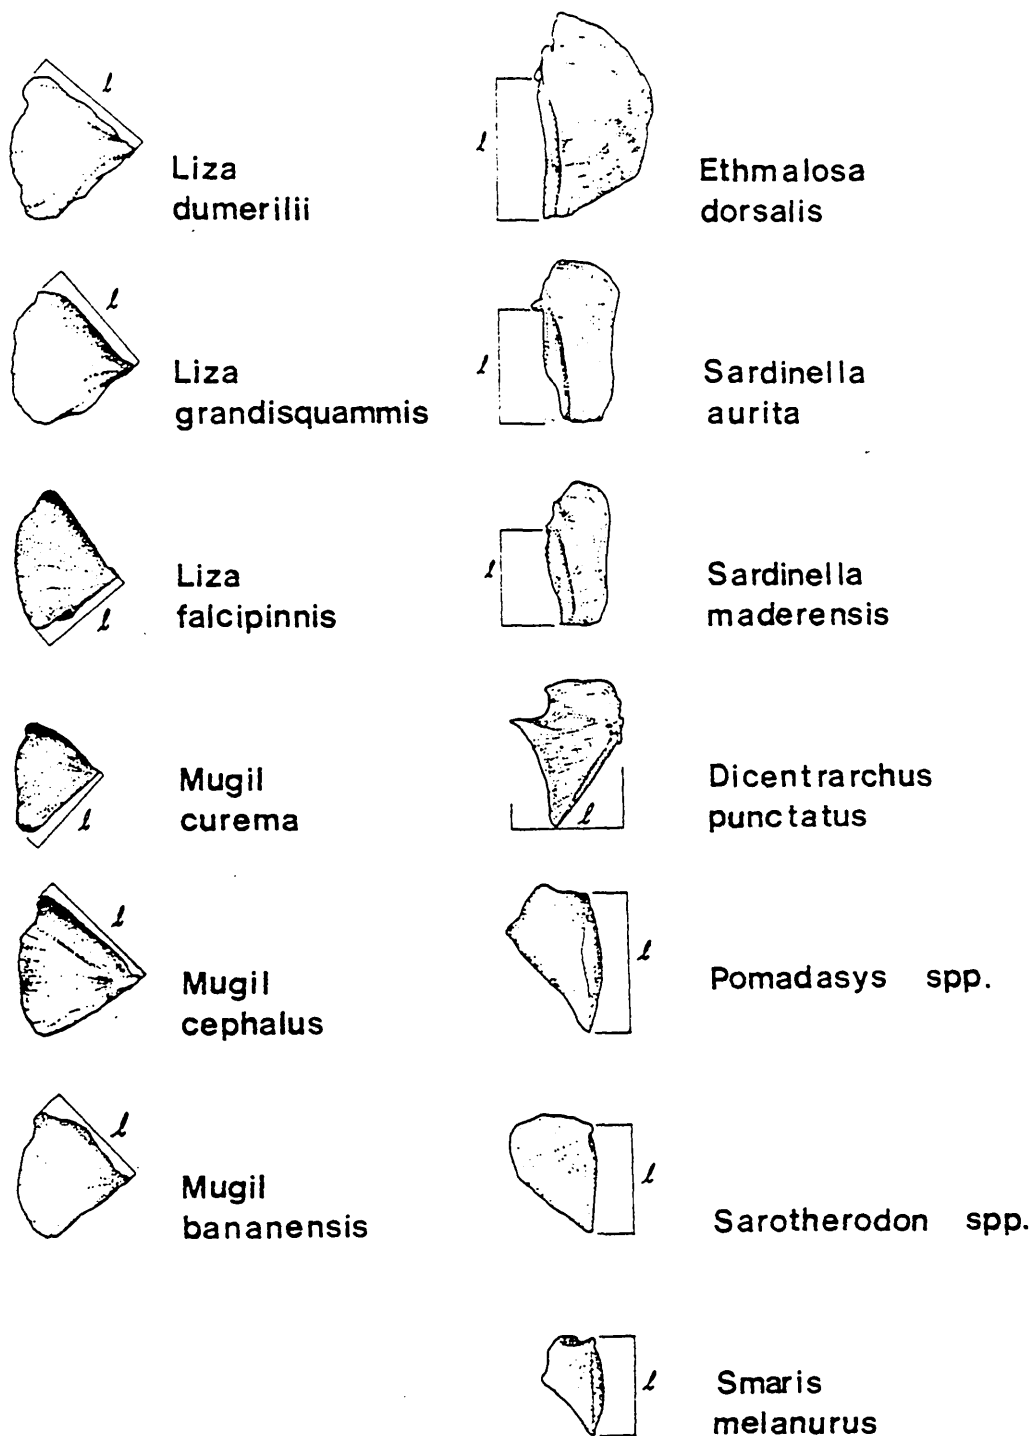 l
Liza
dumerilii
l
Liza
grandisquammis
l
Liza
falcipinnis
l
Mugil
curema
l
Mugil
cephalus
l
Mugil
bananensis
l
Ethmalosa
dorsalis
l
Sardinella
aurita
l
Sardinella
maderensis
l
Dicentrarchus
punctatus
l
Pomadasys spp.
l
Sarotherodon spp.
l
Smaris
melanurus